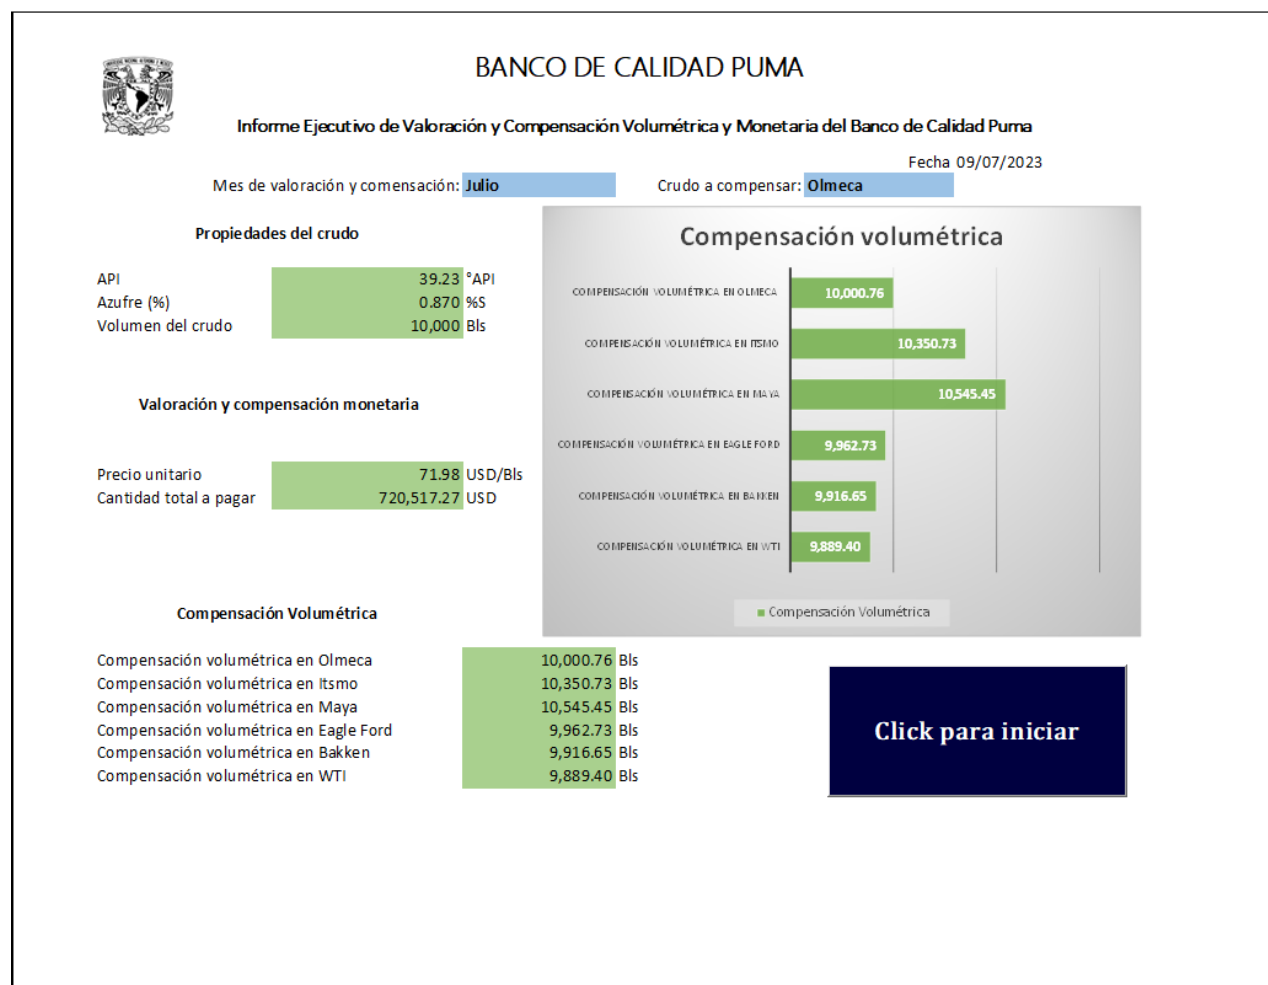 BANCO DE CALIDAD PUMA
Informe Ejecutivo de Valoración y Compensación Volumétrica y Monetaria del Banco de Calidad Puma
Fecha 09/07/2023
Mes de valoración y comensación: Julio
Crudo a compensar: Olmeca
Propiedades del crudo
API 39.23 °API
Azufre (%) 0.870 %S
Volumen del crudo 10,000 Bls
Valoración y compensación monetaria
Precio unitario 71.98 USD/Bls
Cantidad total a pagar 720,517.27 USD
Compensación volumétrica
COMPENSACIÓN VOLUMÉTRICA EN OLMECA 10,000.76
COMPENSACIÓN VOLUMÉTRICA EN ITSMO 10,350.73
COMPENSACIÓN VOLUMÉTRICA EN MAYA 10,545.45
COMPENSACIÓN VOLUMÉTRICA EN EAGLE FORD 9,962.73
COMPENSACIÓN VOLUMÉTRICA EN BAKKEN 9,916.65
COMPENSACIÓN VOLUMÉTRICA EN WTI 9,889.40
Compensación Volumétrica
Compensación Volumétrica
Compensación volumétrica en Olmeca 10,000.76 Bls
Compensación volumétrica en Itsmo 10,350.73 Bls
Compensación volumétrica en Maya 10,545.45 Bls
Compensación volumétrica en Eagle Ford 9,962.73 Bls
Compensación volumétrica en Bakken 9,916.65 Bls
Compensación volumétrica en WTI 9,889.40 Bls
Click para iniciar